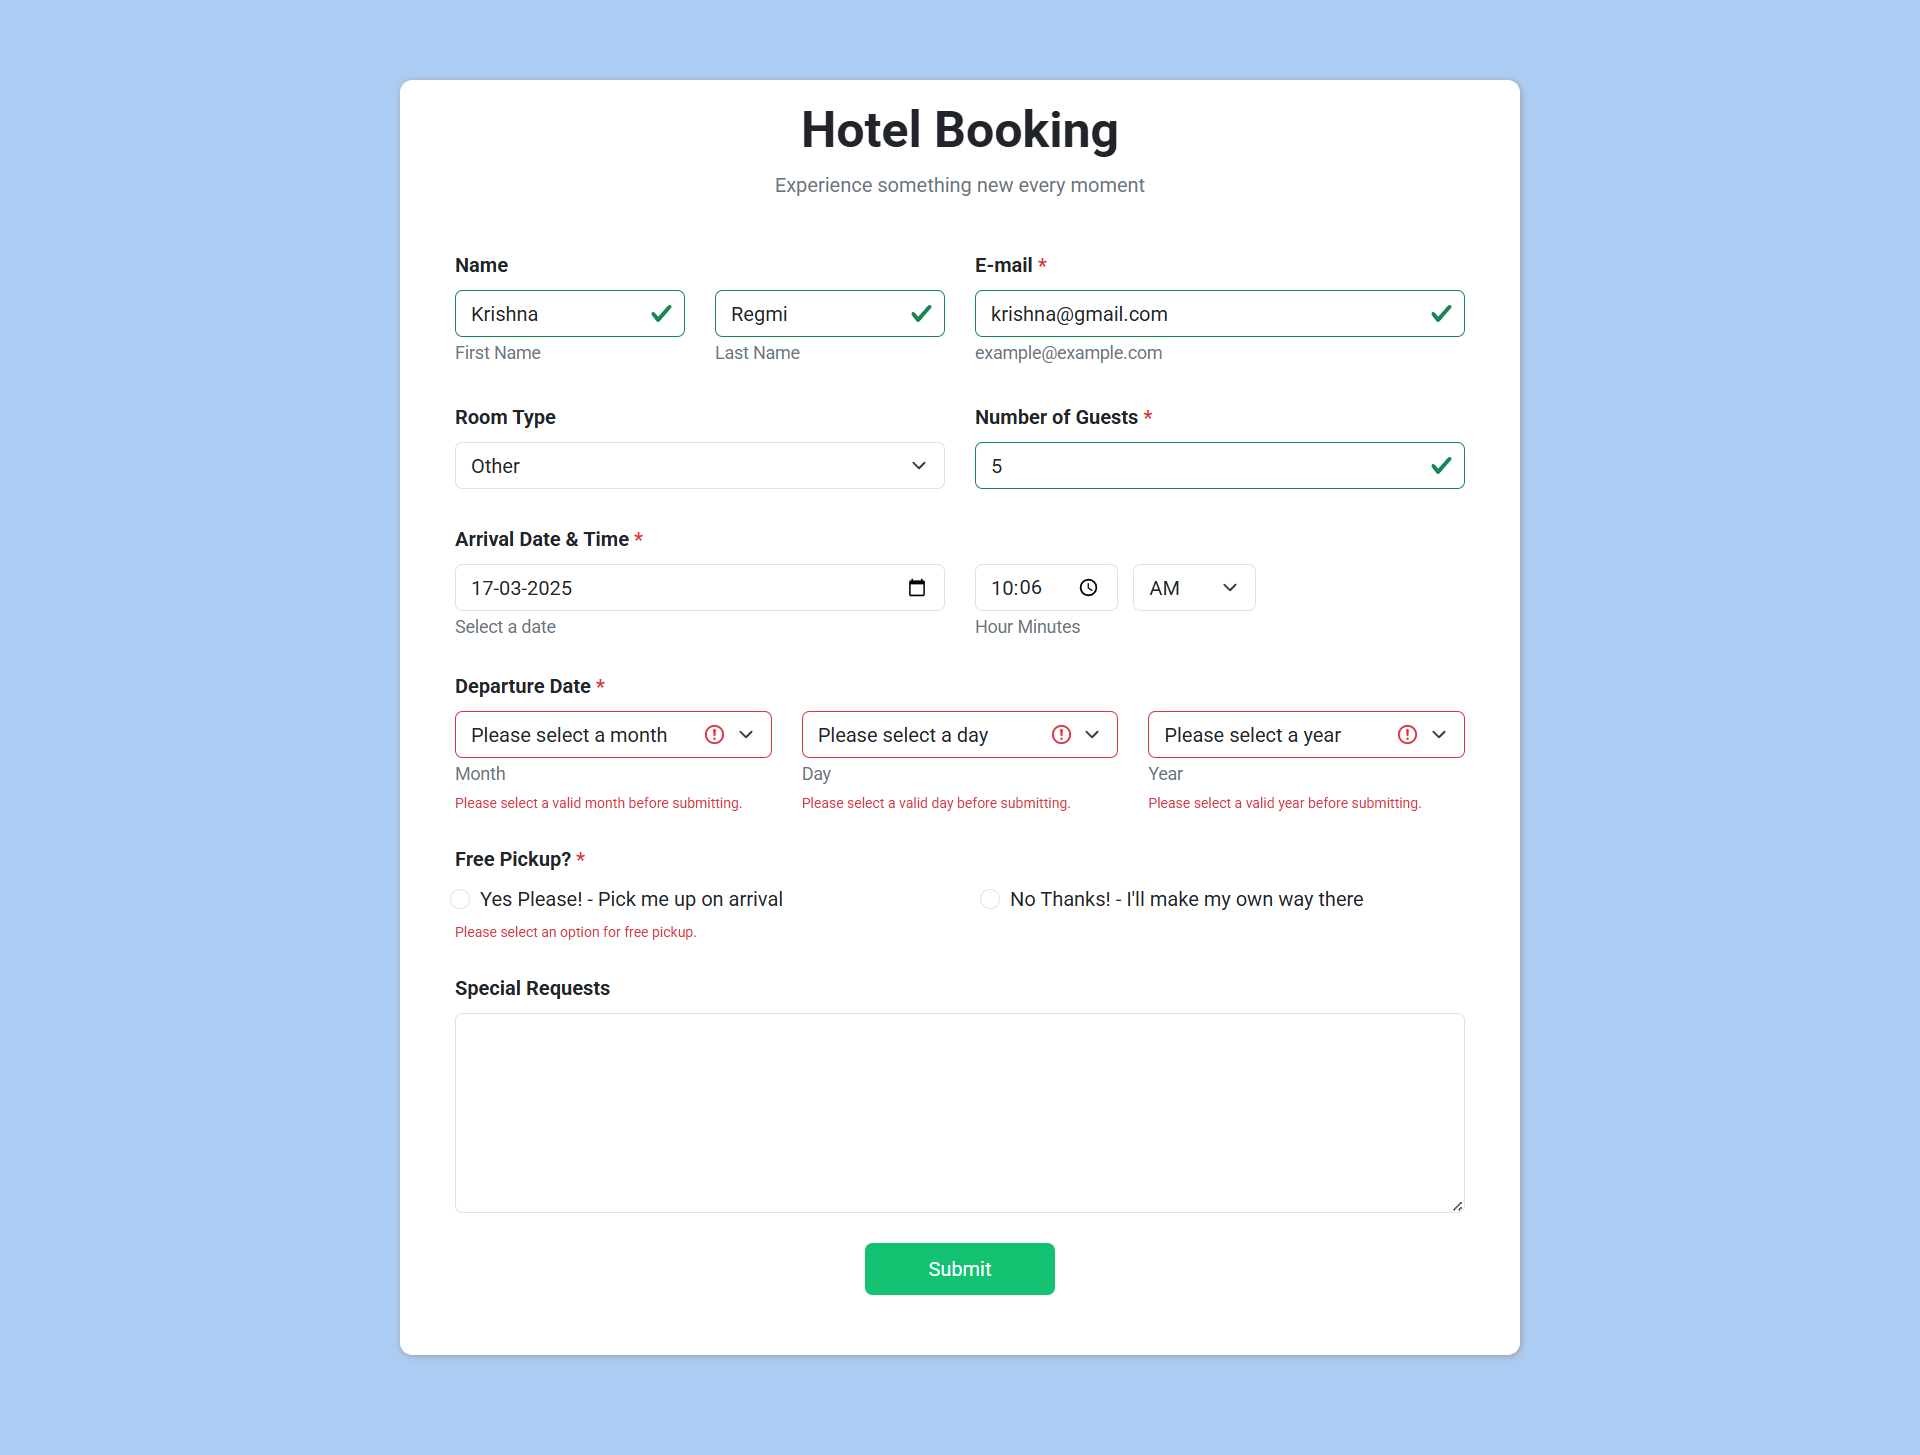 Hotel Booking
Experience something new every moment
Name
E-mail *
Krishna
Regmi
krishna@gmail.com
First Name
Last Name
example@example.com
Room Type
Number of Guests *
Other
5
Arrival Date & Time *
17-03-2025
10:06
AM
Select a date
Hour Minutes
Departure Date *
Please select a month
Please select a day
Please select a year
Month
Day
Year
Please select a valid month before submitting.
Please select a valid day before submitting.
Please select a valid year before submitting.
Free Pickup? *
Yes Please! - Pick me up on arrival
No Thanks! - I'll make my own way there
Please select an option for free pickup.
Special Requests
Submit